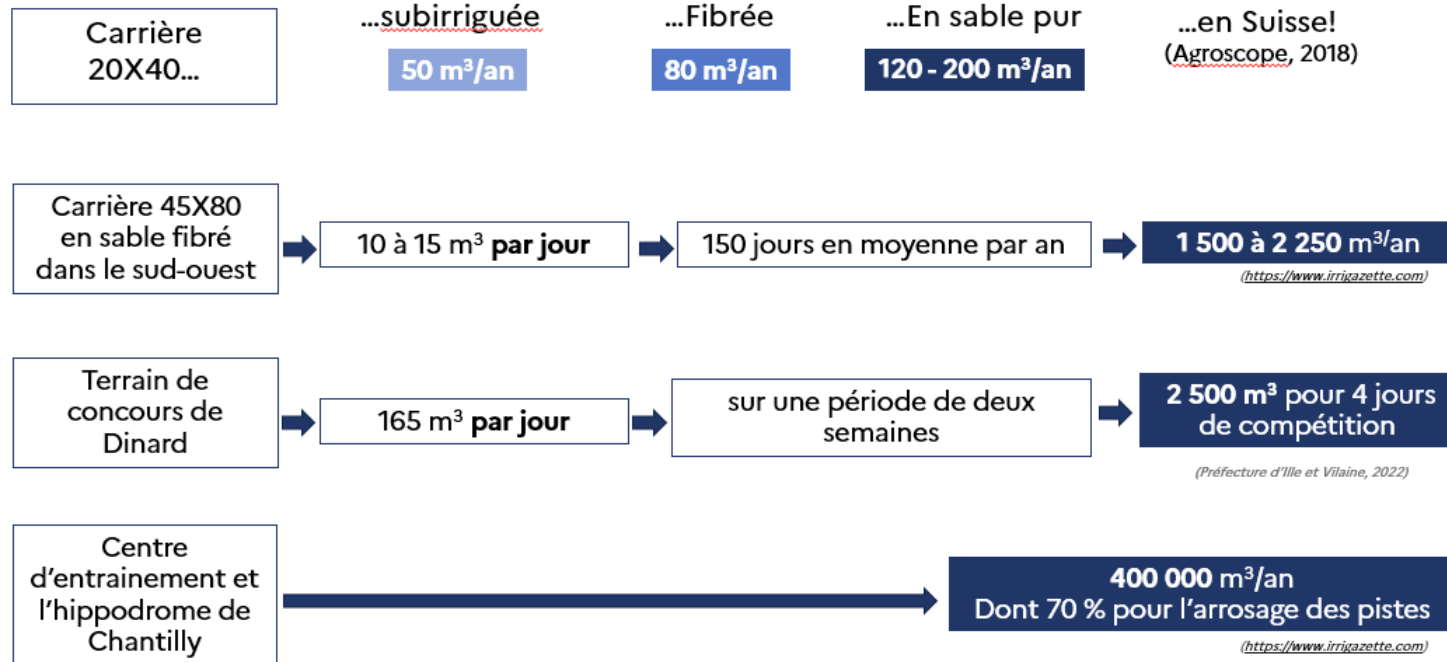 Carrière
20X40...
...subirriguée
50 m³/an
...Fibrée
80 m³/an
...En sable pur
120 - 200 m³/an
...en Suisse!
(Agroscope, 2018)
Carrière 45X80
en sable fibré
dans le sud-ouest
10 à 15 m³ par jour
150 jours en moyenne par an
1 500 à 2 250 m³/an
(https://www.irrigazette.com)
Terrain de
concours de
Dinard
165 m³ par jour
sur une période de deux
semaines
2 500 m³ pour 4 jours
de compétition
(Préfecture d'Ille et Vilaine, 2022)
Centre
d'entrainement et
l'hippodrome de
Chantilly
400 000 m³/an
Dont 70 % pour l'arrosage des pistes
(https://www.irrigazette.com)